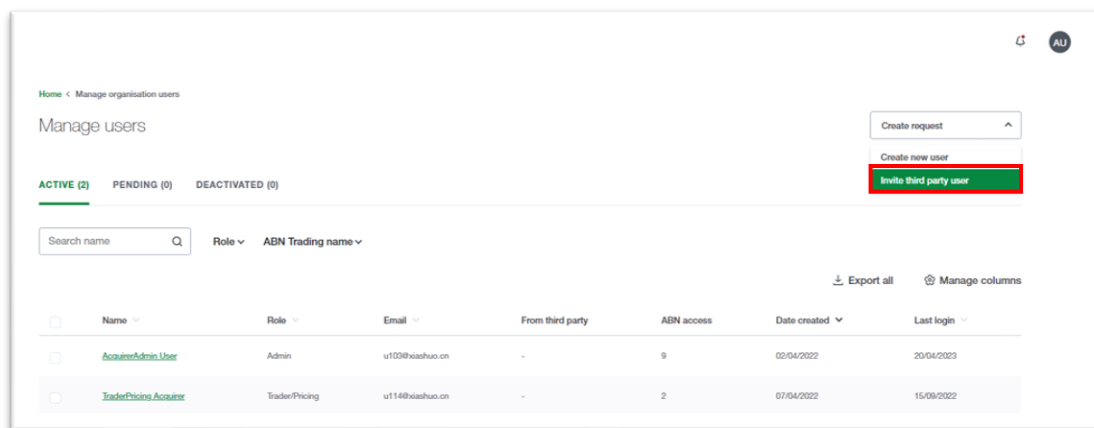 AU
Home < Manage organisation users
Manage users
Create request
Create new user
Invite third party user
ACTIVE (2) PENDING (0) DEACTIVATED (0)
Search name Role ABN Trading name
Export all Manage columns
Name Role Email From third party ABN access Date created Last login
AcquirerAdmin User Admin u103@xiashuo.cn - 9 02/04/2022 20/04/2023
TraderPricing Acquirer Trader/Pricing u114@xiashuo.cn - 2 07/04/2022 15/09/2022